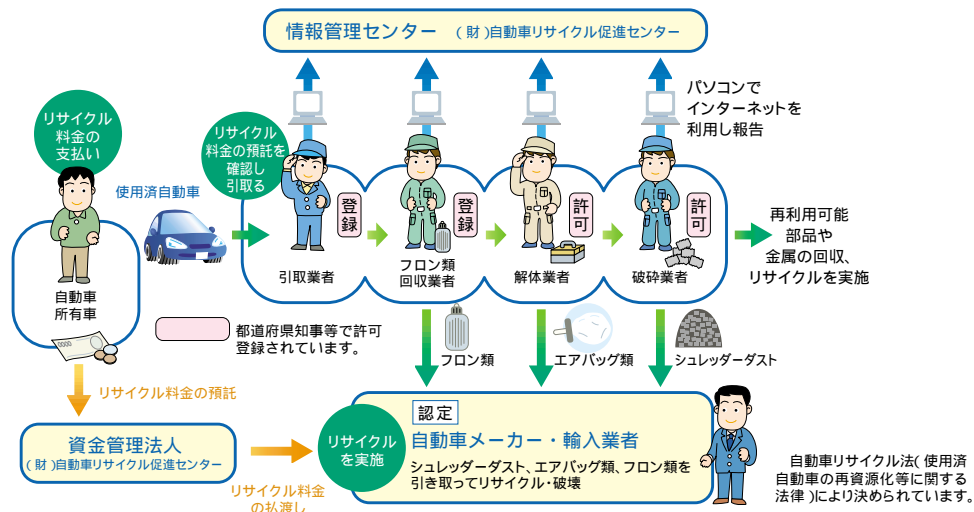 情報管理センター (財)自動車リサイクル促進センター
パソコンで
インターネットを
利用し報告
リサイクル
料金の
支払い
リサイクル
料金の預託を
確認し
引取る
使用済自動車
登録
登録
許可
許可
引取業者
フロン類
回収業者
解体業者
破砕業者
再利用可能
部品や
金属の回収、
リサイクルを実施
自動車
所有車
都道府県知事等で許可
登録されています。
フロン類
エアバッグ類
シュレッダーダスト
リサイクル料金の預託
資金管理法人
(財)自動車リサイクル促進センター
リサイクル料金
の払渡し
リサイクル
を実施
認定
自動車メーカー・輸入業者
シュレッダーダスト、エアバッグ類、フロン類を
引き取ってリサイクル・破壊
自動車リサイクル法(使用済
自動車の再資源化等に関する
法律)により決められています。